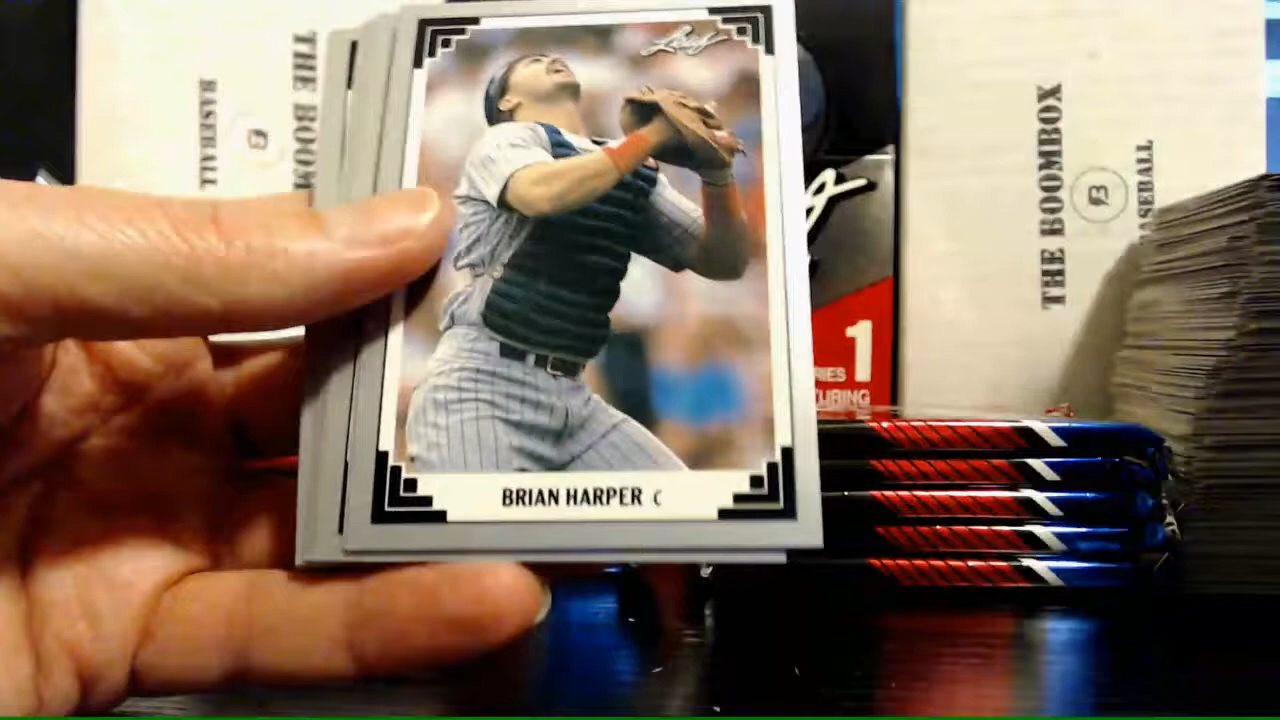 Leaf
BRIAN HARPER C
THE BOOM
BASEBALL
THE BOOMBOX
B
BASEBALL
1